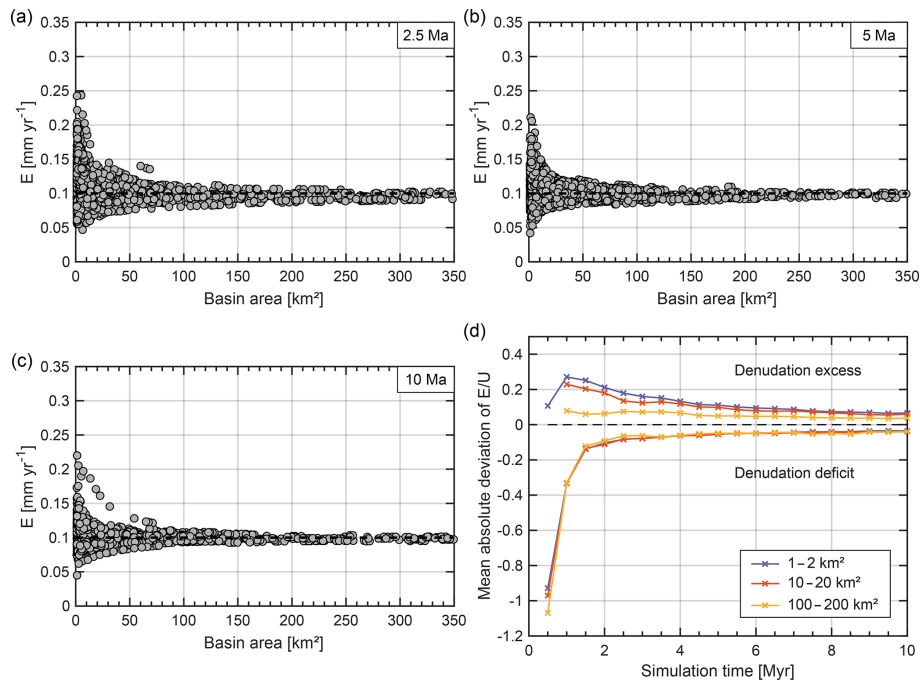 (a)
2.5 Ma
0.35
0.3
0.25
0.2
0.15
0.1
0.05
0
E [mm yr⁻¹]
0 50 100 150 200 250 300 350
Basin area [km²]
(b)
5 Ma
0.35
0.3
0.25
0.2
0.15
0.1
0.05
0
E [mm yr⁻¹]
0 50 100 150 200 250 300 350
Basin area [km²]
(c)
10 Ma
0.35
0.3
0.25
0.2
0.15
0.1
0.05
0
E [mm yr⁻¹]
0 50 100 150 200 250 300 350
Basin area [km²]
(d)
0.4
0.2
0
-0.2
-0.4
-0.6
-0.8
-1
-1.2
Mean absolute deviation of E/U
Denudation excess
Denudation deficit
1–2 km²
10–20 km²
100–200 km²
0 2 4 6 8 10
Simulation time [Myr]